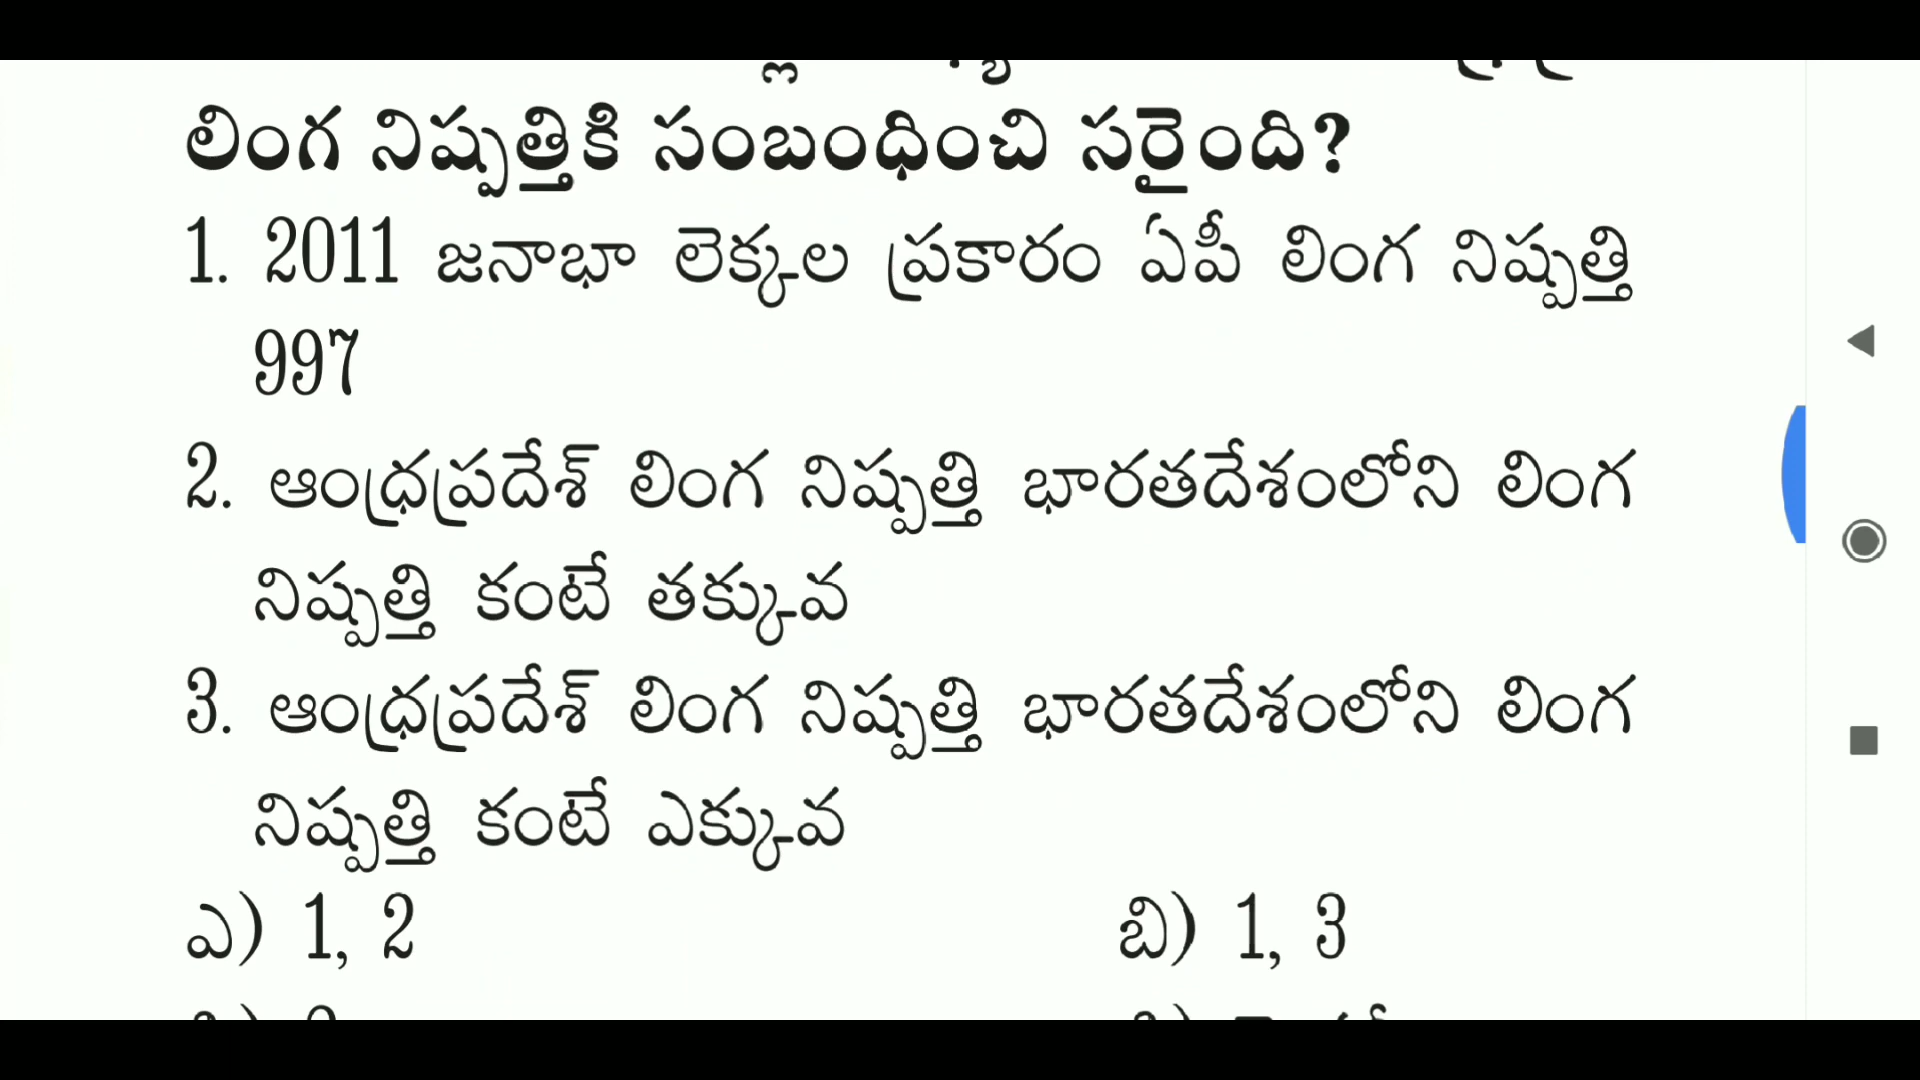 లింగ నిష్పత్తికి సంబంధించి సరైంది?
1. 2011 జనాభా లెక్కల ప్రకారం ఏపీ లింగ నిష్పత్తి
997
2. ఆంధ్రప్రదేశ్ లింగ నిష్పత్తి భారతదేశంలోని లింగ
నిష్పత్తి కంటే తక్కువ
3. ఆంధ్రప్రదేశ్ లింగ నిష్పత్తి భారతదేశంలోని లింగ
నిష్పత్తి కంటే ఎక్కువ
ఎ) 1, 2 బి) 1, 3